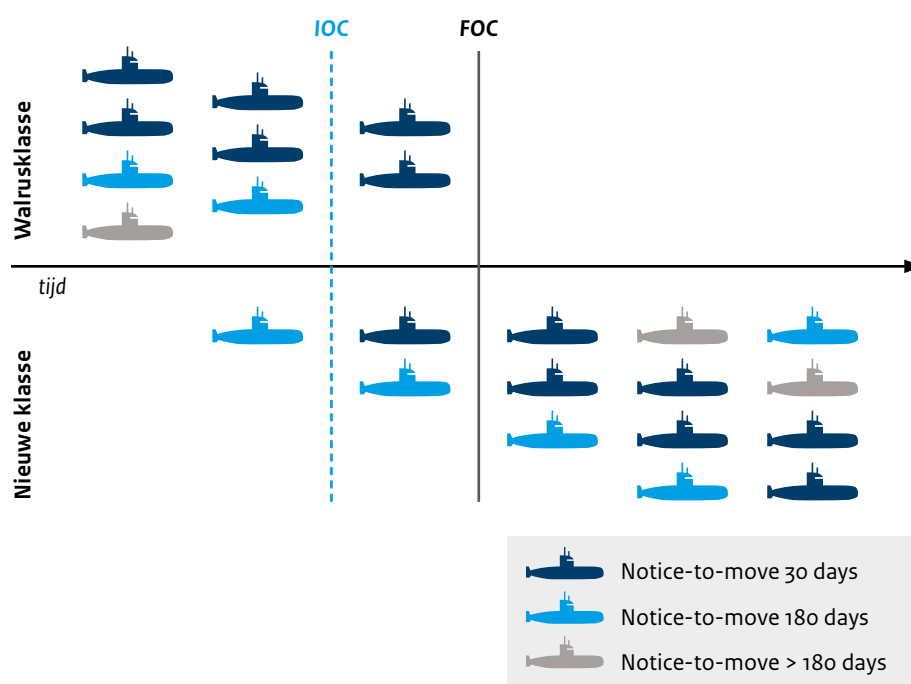 IOC
FOC
Walrusklasse
tijd
Nieuwe klasse
Notice-to-move 30 days
Notice-to-move 180 days
Notice-to-move > 180 days